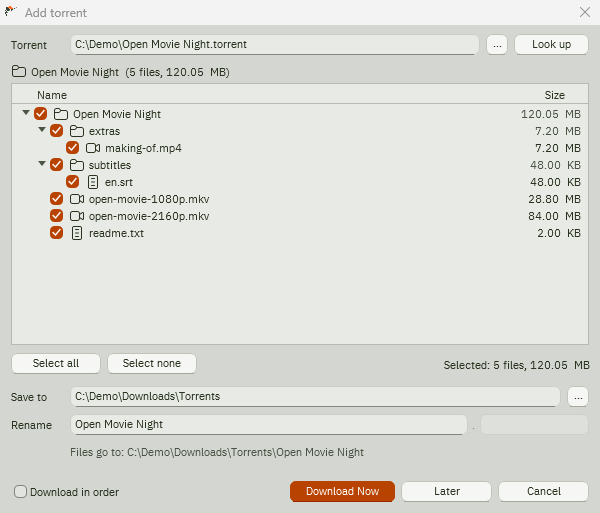 Add torrent
Torrent C:\Demo\Open Movie Night.torrent ... Look up
Open Movie Night (5 files, 120.05 MB)
Name Size
Open Movie Night 120.05 MB
extras 7.20 MB
making-of.mp4 7.20 MB
subtitles 48.00 KB
en.srt 48.00 KB
open-movie-1080p.mkv 28.80 MB
open-movie-2160p.mkv 84.00 MB
readme.txt 2.00 KB
Select all Select none Selected: 5 files, 120.05 MB
Save to C:\Demo\Downloads\Torrents ...
Rename Open Movie Night .
Files go to: C:\Demo\Downloads\Torrents\Open Movie Night
Download in order Download Now Later Cancel